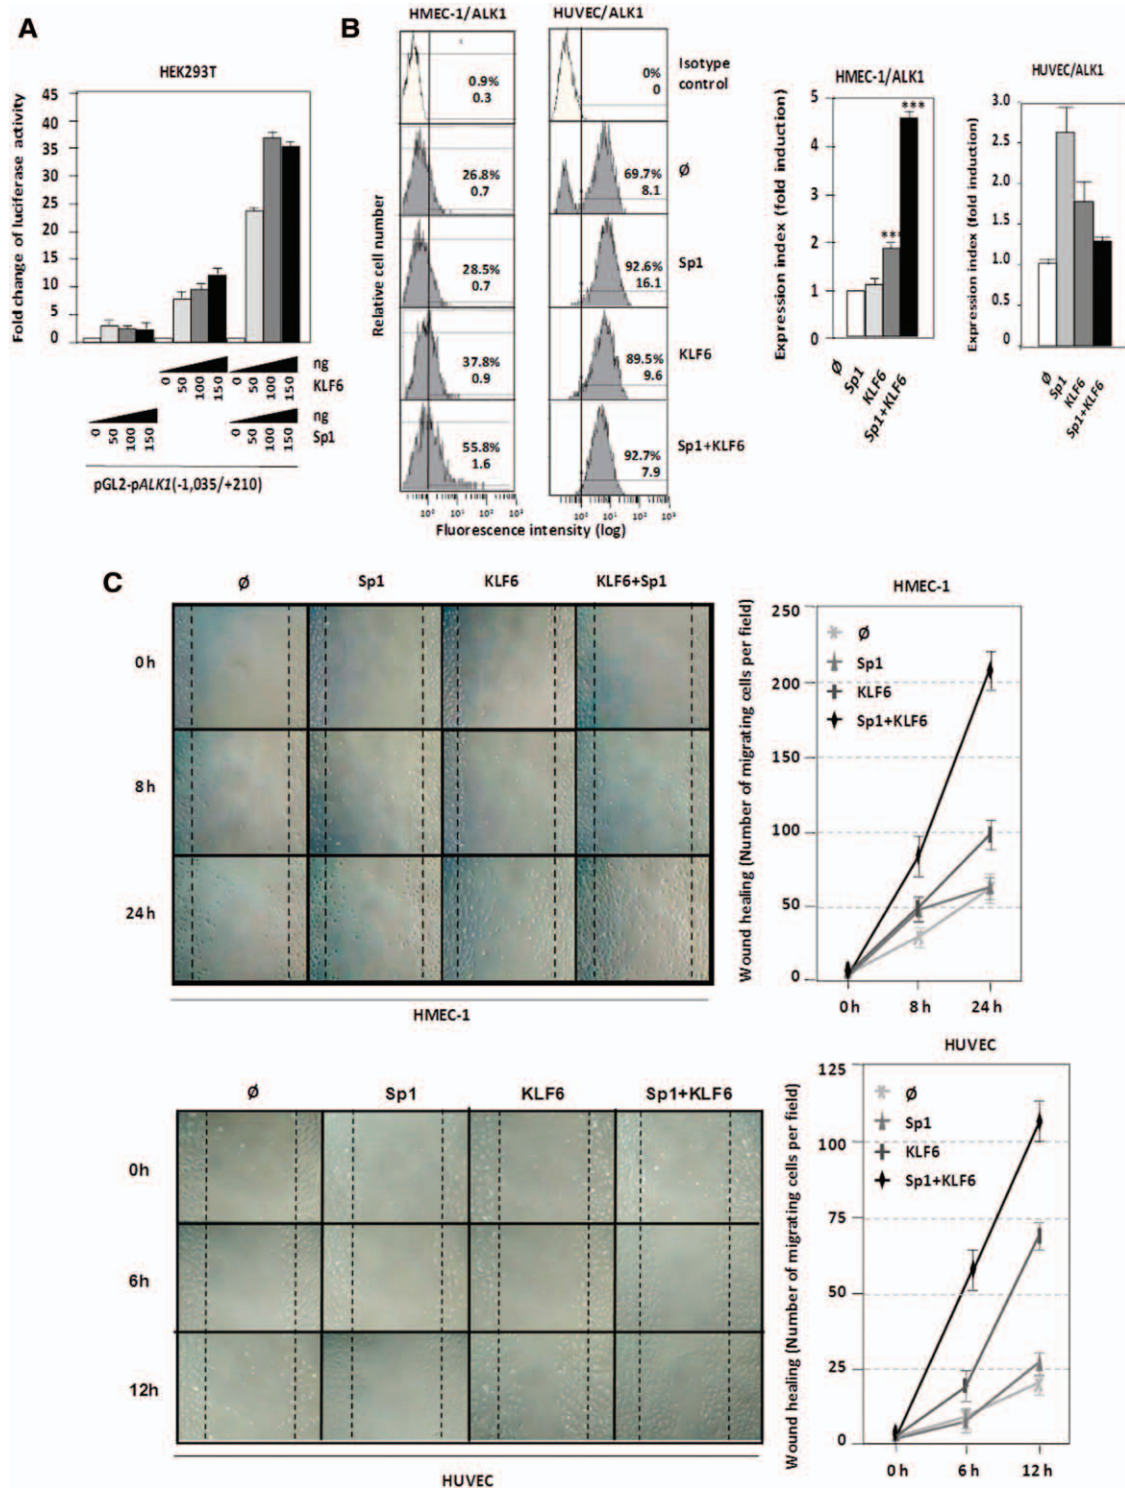 A
HEK293T
Fold change of luciferase activity
45
40
35
30
25
20
15
10
5
0
ng
KLF6
0 50 100 150 0 50 100 150
ng
Sp1
0 50 100 150 0 50 100 150
pGL2-pALK1(-1,035/+210)
B
HMEC-1/ALK1
HUVEC/ALK1
Relative cell number
0.9%
0.3
0%
0
Isotype
control
26.8%
0.7
69.7%
8.1
Ø
28.5%
0.7
92.6%
16.1
Sp1
37.8%
0.9
89.5%
9.6
KLF6
55.8%
1.6
92.7%
7.9
Sp1+KLF6
10⁰ 10¹ 10² 10³ 10⁰ 10¹ 10² 10³
Fluorescence intensity (log)
HMEC-1/ALK1
Expression index (fold induction)
5
4
3
2
1
0
***
***
Ø
Sp1
KLF6
Sp1+KLF6
HUVEC/ALK1
Expression index (fold induction)
3.0
2.5
2.0
1.5
1.0
0.5
0
Ø
Sp1
KLF6
Sp1+KLF6
C
Ø Sp1 KLF6 KLF6+Sp1
0 h
8 h
24 h
HMEC-1
HMEC-1
Wound healing (Number of migrating cells per field)
250
200
150
100
50
0
Ø
Sp1
KLF6
Sp1+KLF6
0 h 8 h 24 h
Ø Sp1 KLF6 Sp1+KLF6
0h
6h
12h
HUVEC
HUVEC
Wound healing (Number of migrating cells per field)
125
100
75
50
25
0
Ø
Sp1
KLF6
Sp1+KLF6
0 h 6 h 12 h